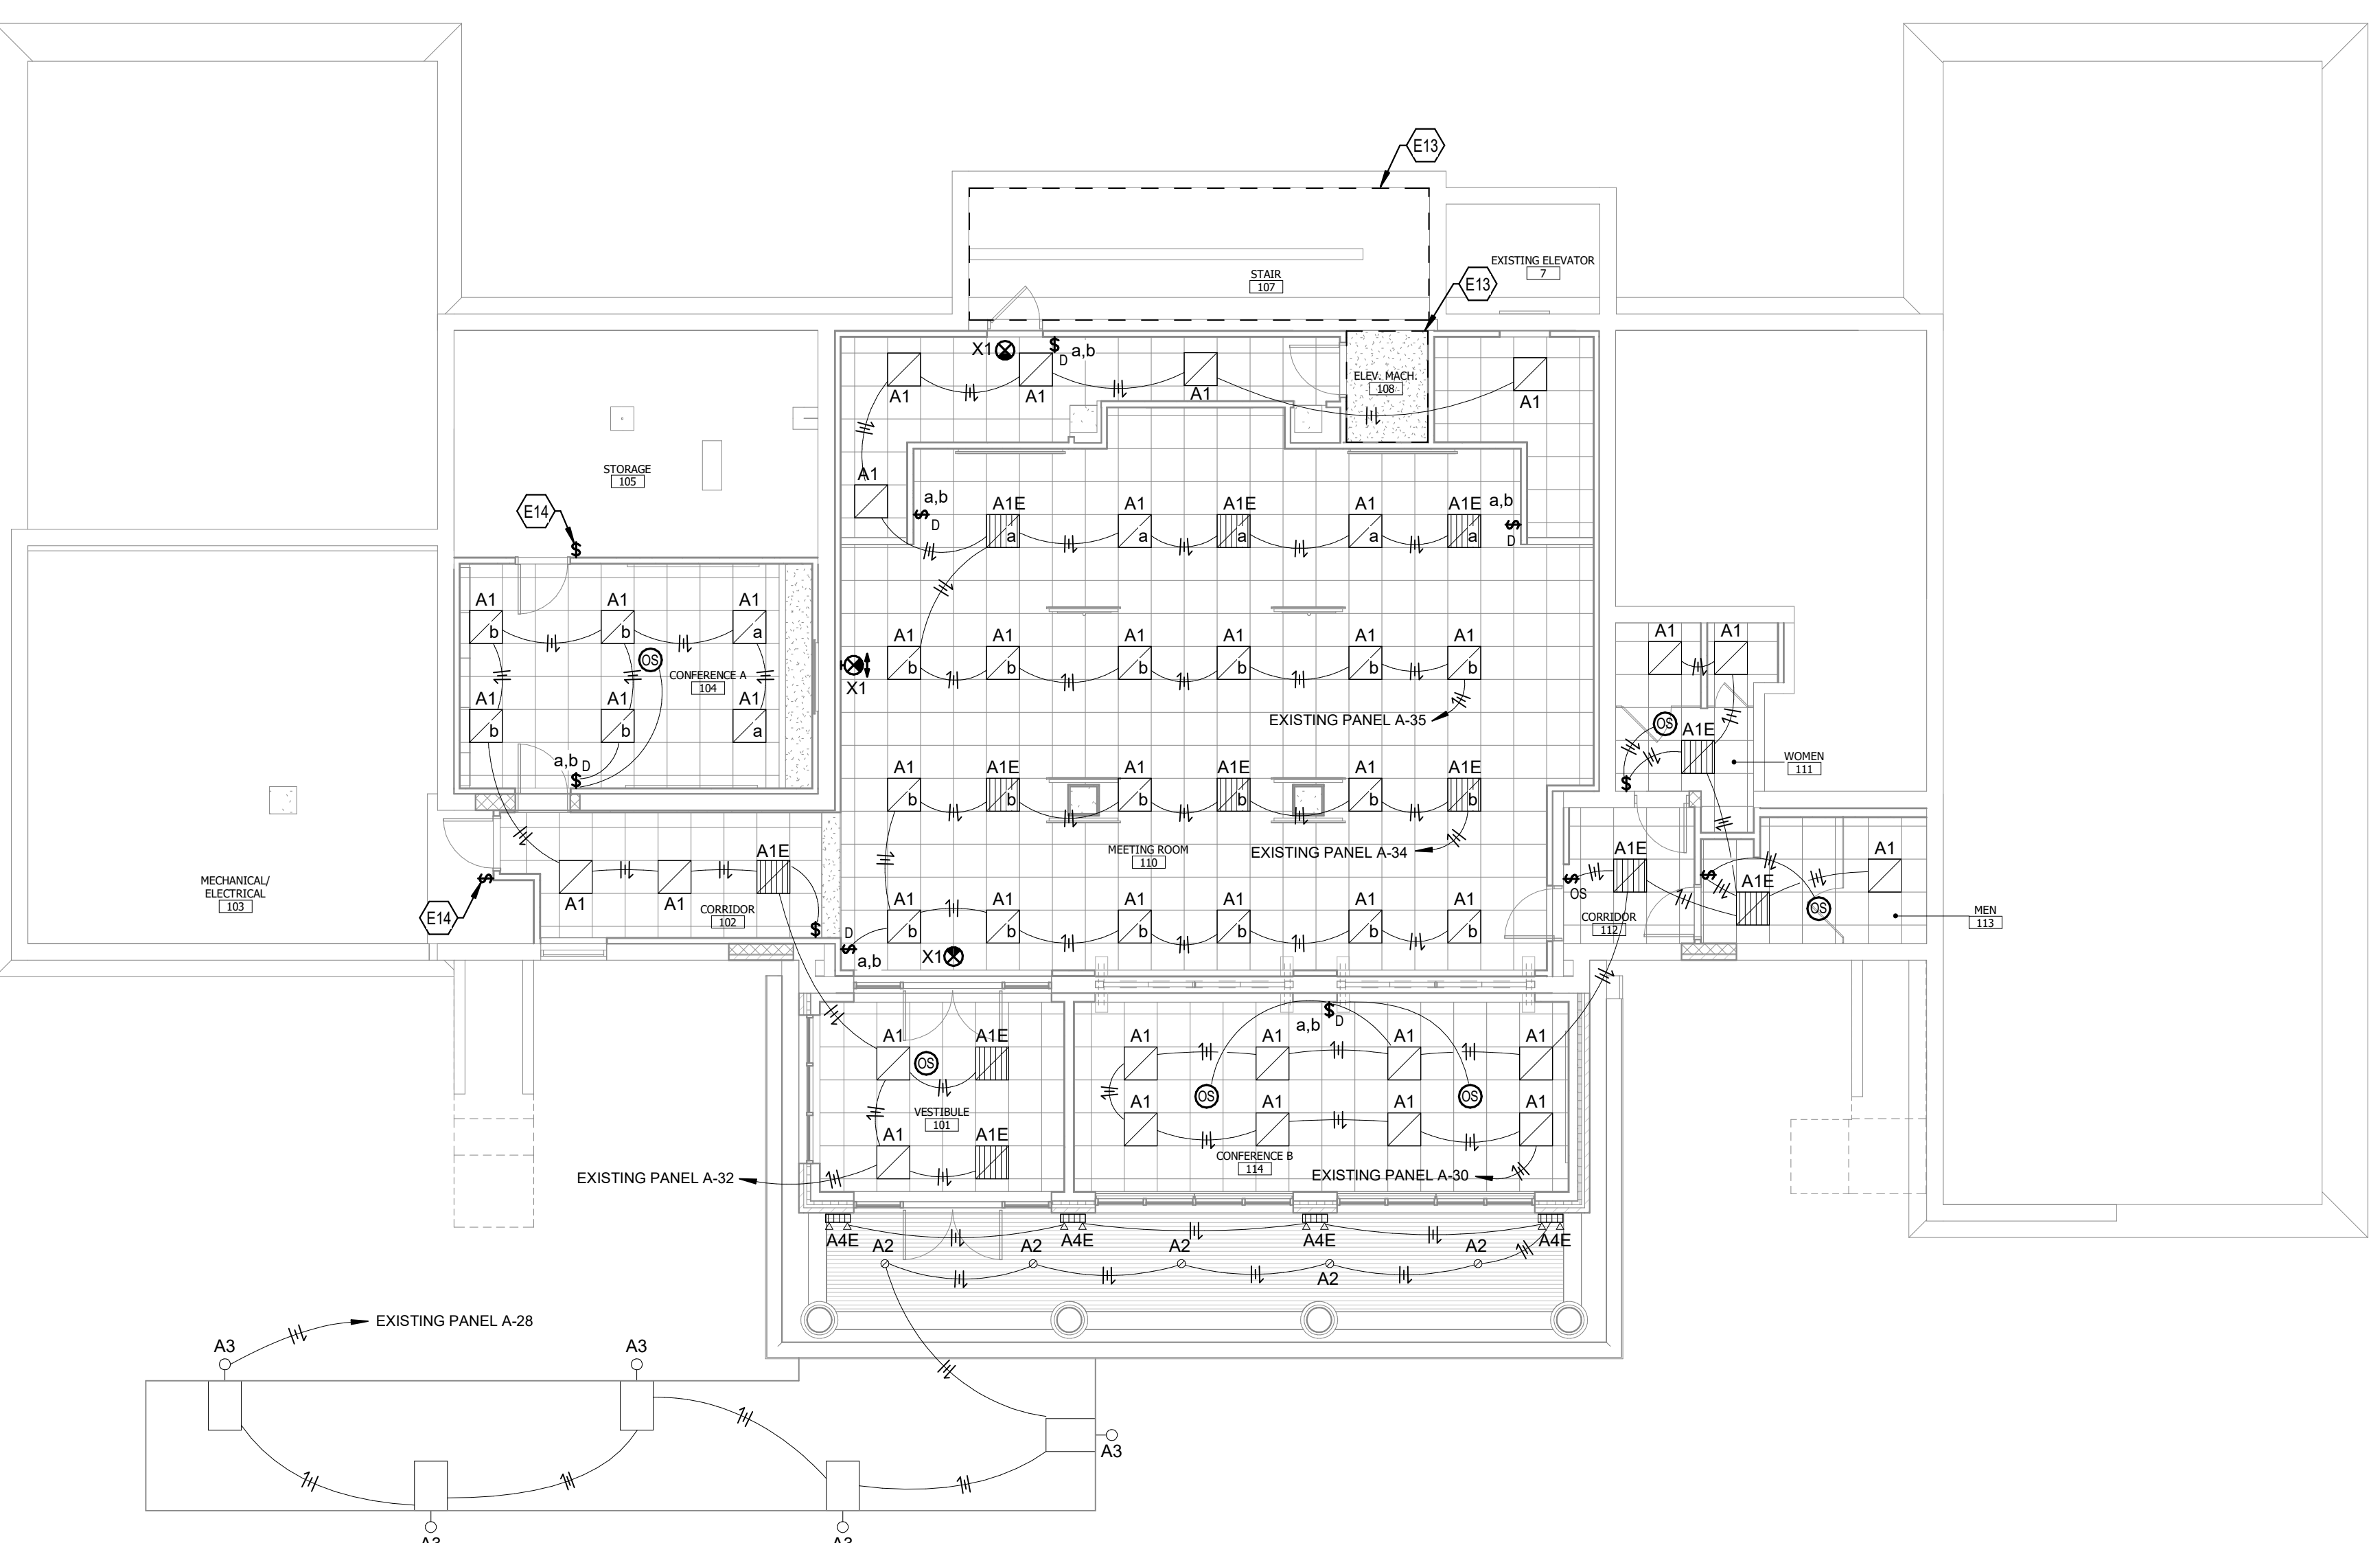 E13
EXISTING ELEVATOR
7
STAIR
107
E13
X1
$
D
a,b
A1
A1
A1
ELEV. MACH.
108
A1
STORAGE
105
A1
a,b
$
D
A1E
a
A1
a
A1E
a
A1
a
A1E
a
a,b
$
D
E14
$
A1
b
A1
b
A1
a
OS
CONFERENCE A
104
A1
b
A1
b
A1
a
a,b
D
$
X1
A1
b
A1
b
A1
b
A1
b
A1
b
A1
b
EXISTING PANEL A-35
A1
A1
OS
A1E
$
WOMEN
111
A1
b
A1E
b
A1
b
A1E
b
A1
b
A1E
b
MEETING ROOM
110
EXISTING PANEL A-34
MECHANICAL/
ELECTRICAL
103
E14
$
A1
A1
A1E
CORRIDOR
102
$
A1
b
A1
b
A1
b
A1
b
A1
b
A1
b
D
$
a,b
X1
A1E
$
OS
CORRIDOR
112
$
A1E
OS
A1
MEN
113
A1
OS
A1E
VESTIBULE
101
A1
A1E
EXISTING PANEL A-32
a,b
$
D
A1
A1
A1
A1
OS
OS
A1
A1
A1
A1
CONFERENCE B
114
EXISTING PANEL A-30
A4E
A4E
A4E
A4E
A2
A2
A2
A2
A2
EXISTING PANEL A-28
A3
A3
A3
A3
A3